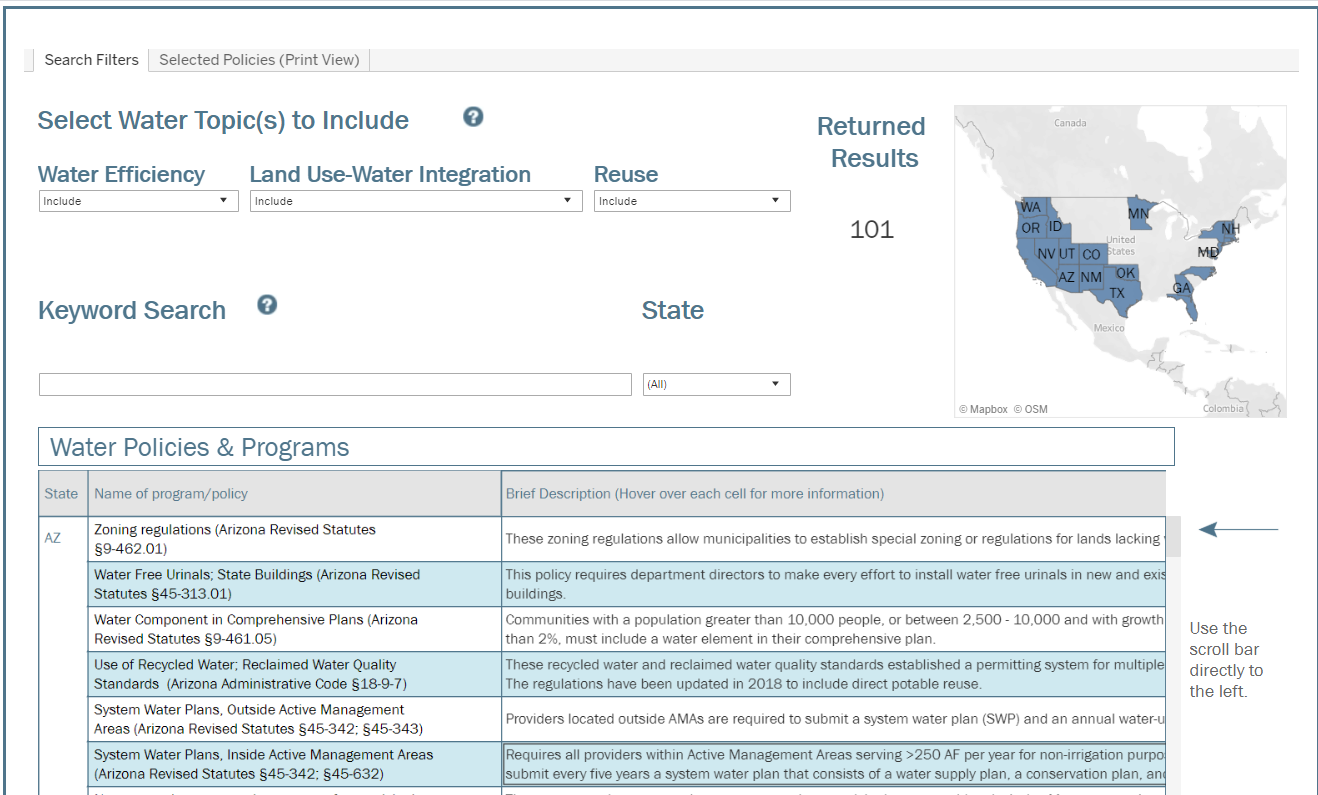 Search Filters
Selected Policies (Print View)
Select Water Topic(s) to Include
?
Water Efficiency
Land Use-Water Integration
Reuse
Include
Include
Include
Returned
Results
101
Canada
WA
OR
ID
MN
NH
United
States
NV
UT
CO
MD
AZ
NM
OK
TX
GA
Mexico
© Mapbox © OSM
Colombia
Keyword Search
?
State
(All)
Water Policies & Programs
State
Name of program/policy
Brief Description (Hover over each cell for more information)
AZ
Zoning regulations (Arizona Revised Statutes
§9-462.01)
These zoning regulations allow municipalities to establish special zoning or regulations for lands lacking
Water Free Urinals; State Buildings (Arizona Revised
Statutes §45-313.01)
This policy requires department directors to make every effort to install water free urinals in new and exis
buildings.
Water Component in Comprehensive Plans (Arizona
Revised Statutes §9-461.05)
Communities with a population greater than 10,000 people, or between 2,500 - 10,000 and with growth
than 2%, must include a water element in their comprehensive plan.
Use of Recycled Water; Reclaimed Water Quality
Standards (Arizona Administrative Code §18-9-7)
These recycled water and reclaimed water quality standards established a permitting system for multiple
The regulations have been updated in 2018 to include direct potable reuse.
System Water Plans, Outside Active Management
Areas (Arizona Revised Statutes §45-342; §45-343)
Providers located outside AMAs are required to submit a system water plan (SWP) and an annual water-u
System Water Plans, Inside Active Management Areas
(Arizona Revised Statutes §45-342; §45-632)
Requires all providers within Active Management Areas serving >250 AF per year for non-irrigation purpo
submit every five years a system water plan that consists of a water supply plan, a conservation plan, and
Use the
scroll bar
directly to
the left.